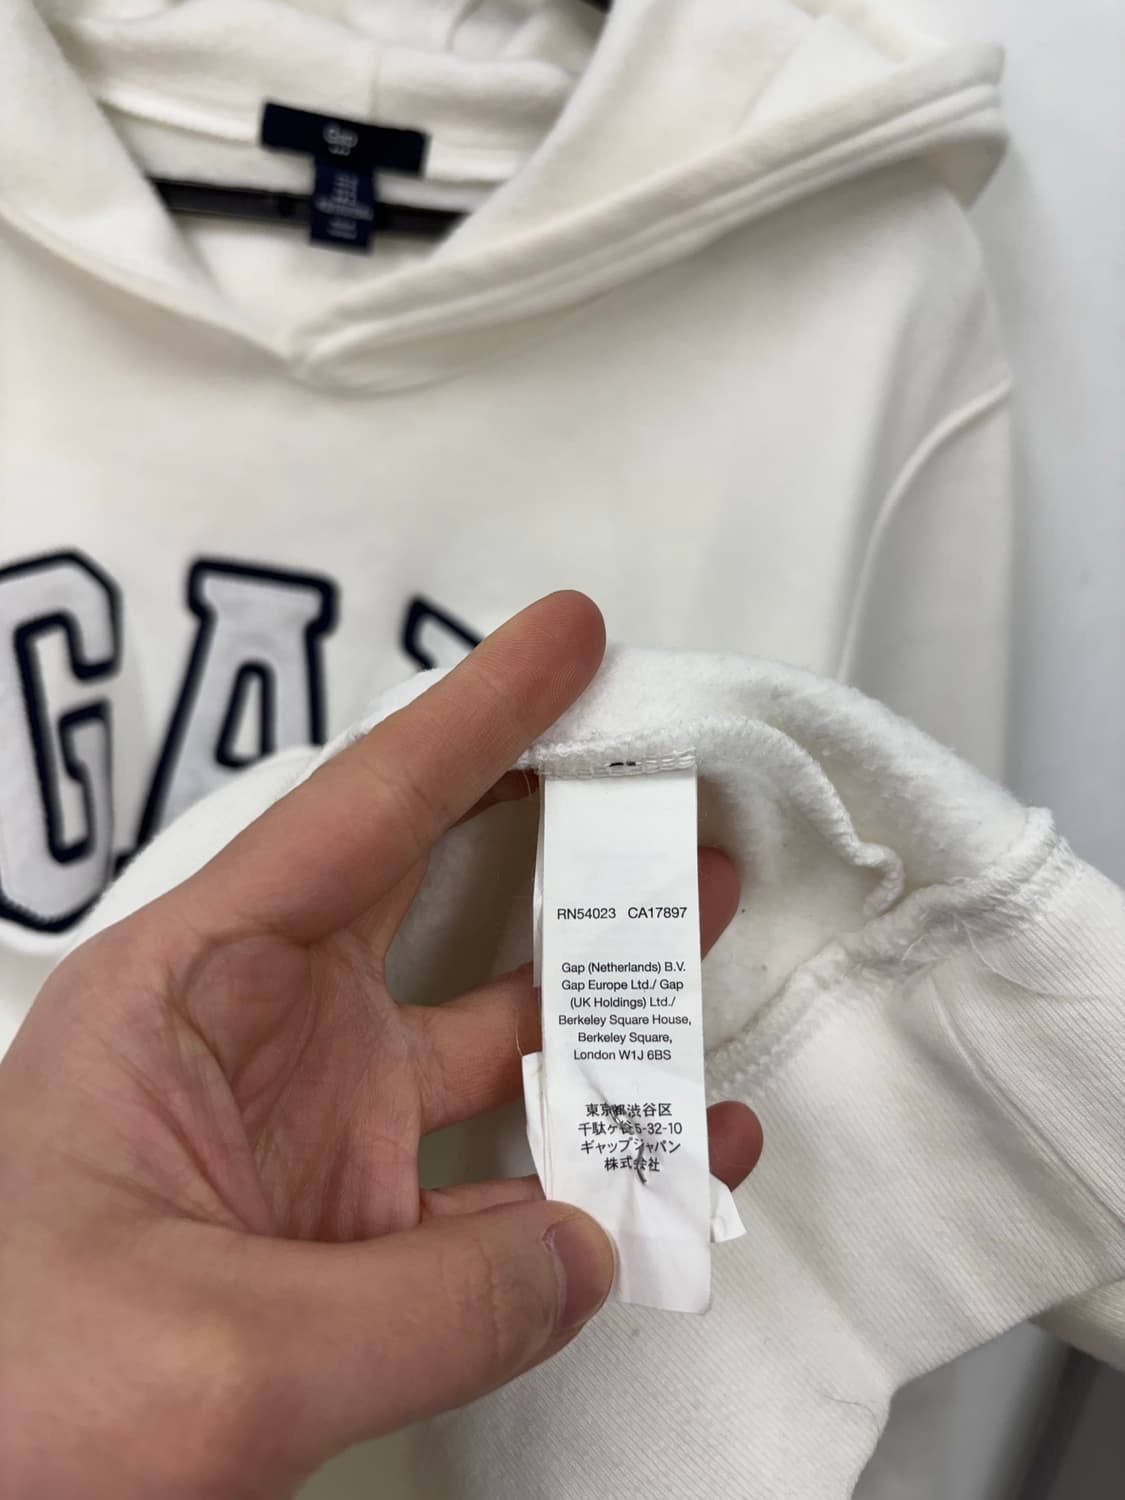 Gap
GAP
RN54023 CA17897
Gap (Netherlands) B.V.
Gap Europe Ltd./ Gap
(UK Holdings) Ltd./
Berkeley Square House,
Berkeley Square,
London W1J 6BS
東京都渋谷区
千駄ケ谷5-32-10
ギャップジャパン
株式会社